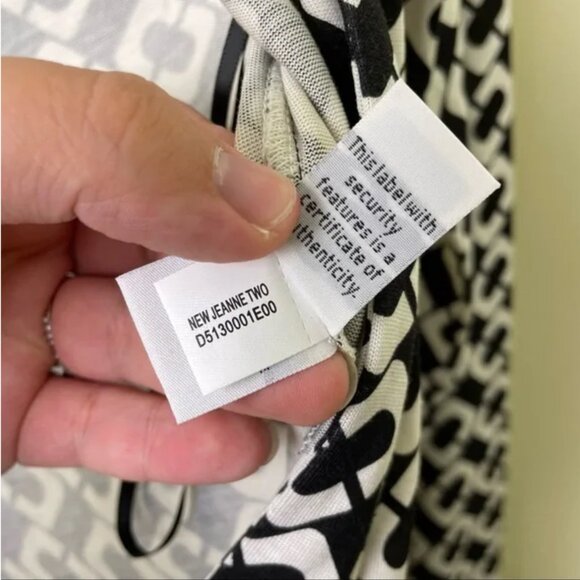 NEW JEANNE TWO
D5130001E00
This label with
security
features is a
certificate of
authenticity.